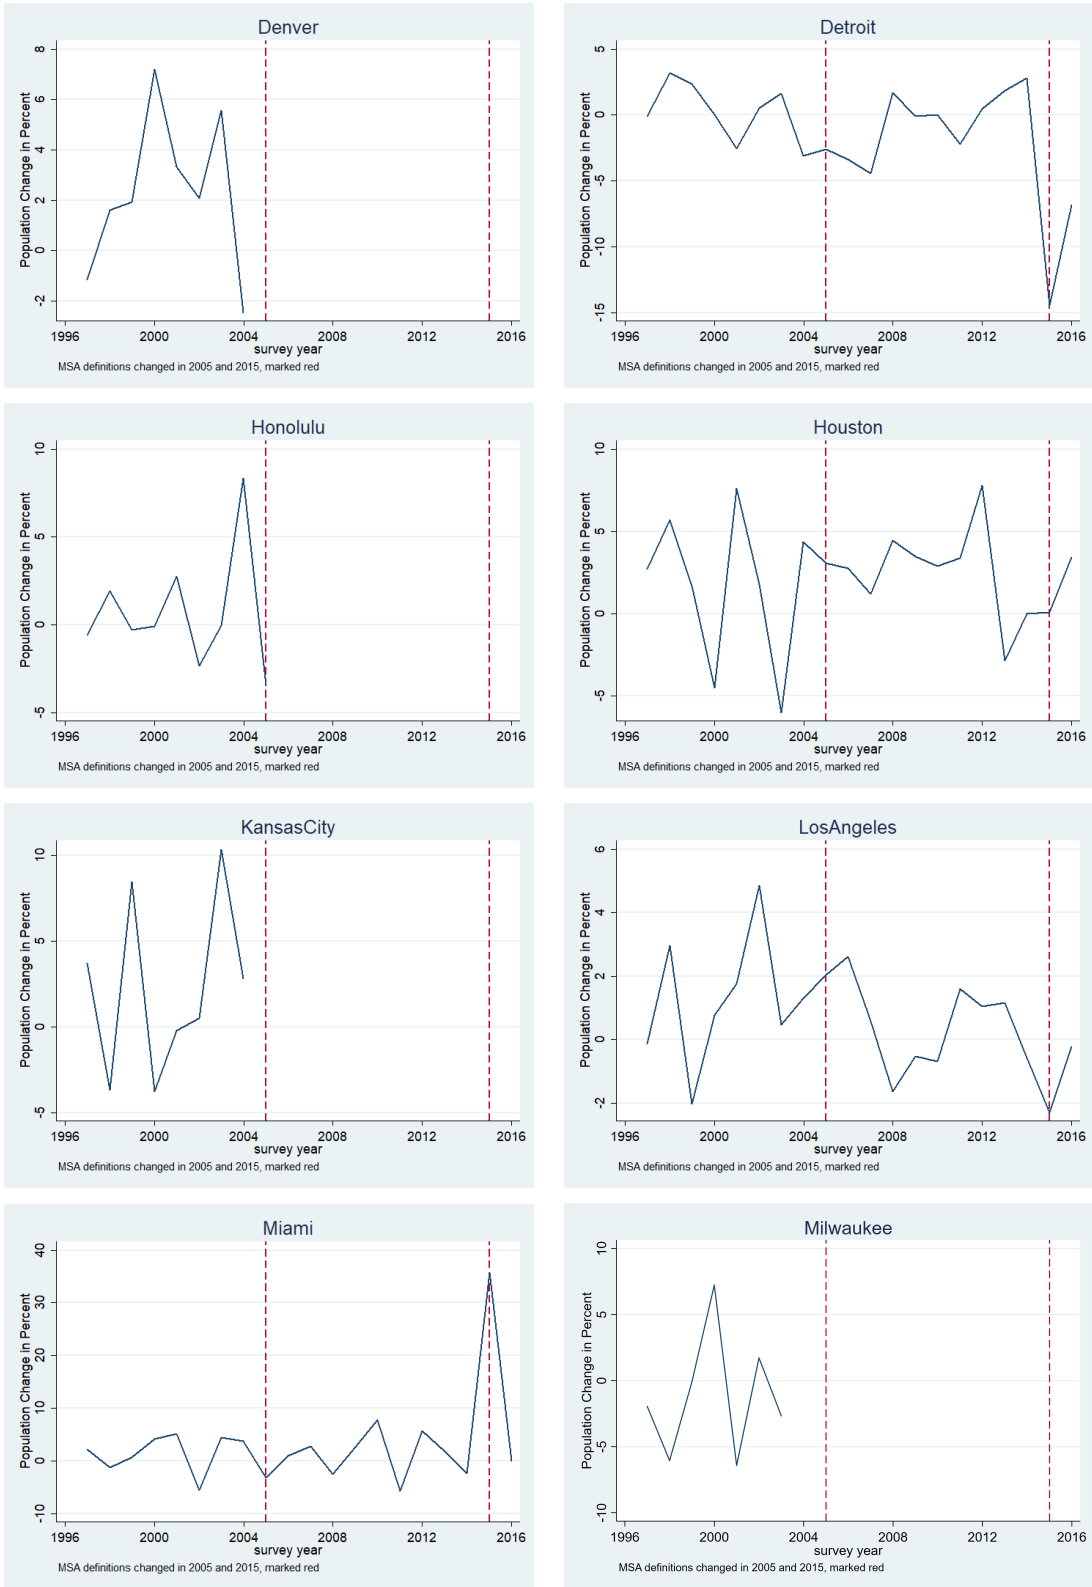 Denver
Population Change in Percent
8
6
4
2
0
-2
1996 2000 2004 2008 2012 2016
survey year
MSA definitions changed in 2005 and 2015, marked red
Detroit
Population Change in Percent
5
0
-5
-10
-15
1996 2000 2004 2008 2012 2016
survey year
MSA definitions changed in 2005 and 2015, marked red
Honolulu
Population Change in Percent
10
5
0
-5
1996 2000 2004 2008 2012 2016
survey year
MSA definitions changed in 2005 and 2015, marked red
Houston
Population Change in Percent
10
5
0
-5
1996 2000 2004 2008 2012 2016
survey year
MSA definitions changed in 2005 and 2015, marked red
KansasCity
Population Change in Percent
10
5
0
-5
1996 2000 2004 2008 2012 2016
survey year
MSA definitions changed in 2005 and 2015, marked red
LosAngeles
Population Change in Percent
6
4
2
0
-2
1996 2000 2004 2008 2012 2016
survey year
MSA definitions changed in 2005 and 2015, marked red
Miami
Population Change in Percent
40
30
20
10
0
-10
1996 2000 2004 2008 2012 2016
survey year
MSA definitions changed in 2005 and 2015, marked red
Milwaukee
Population Change in Percent
10
5
0
-5
-10
1996 2000 2004 2008 2012 2016
survey year
MSA definitions changed in 2005 and 2015, marked red